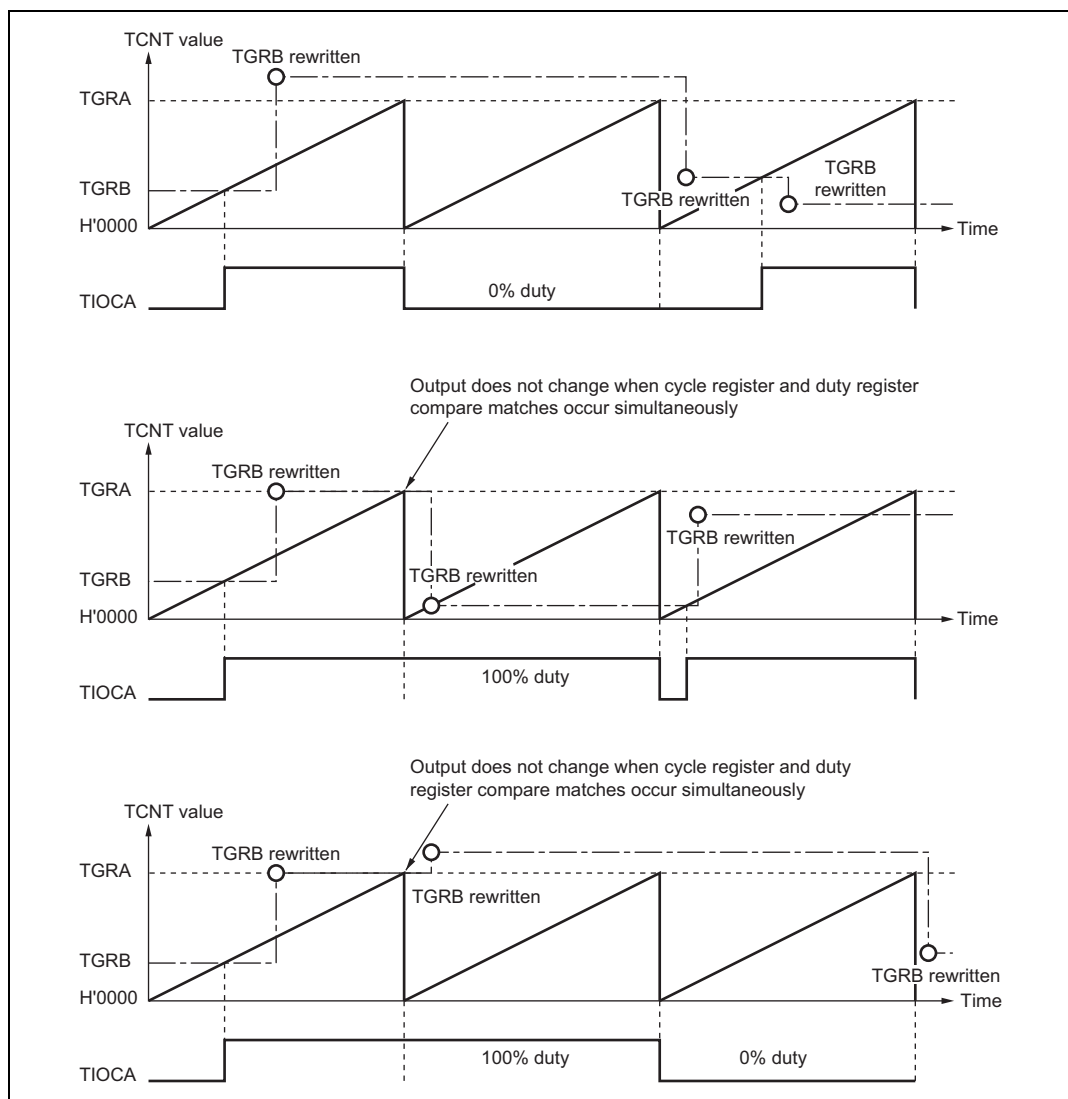 TCNT value
TGRB rewritten
TGRA
TGRB
rewritten
TGRB
TGRB rewritten
H'0000
Time
0% duty
TIOCA
Output does not change when cycle register and duty register
compare matches occur simultaneously
TCNT value
TGRB rewritten
TGRA
TGRB rewritten
TGRB rewritten
TGRB
H'0000
Time
100% duty
TIOCA
Output does not change when cycle register and duty
register compare matches occur simultaneously
TCNT value
TGRB rewritten
TGRA
TGRB rewritten
TGRB
TGRB rewritten
H'0000
Time
100% duty
0% duty
TIOCA